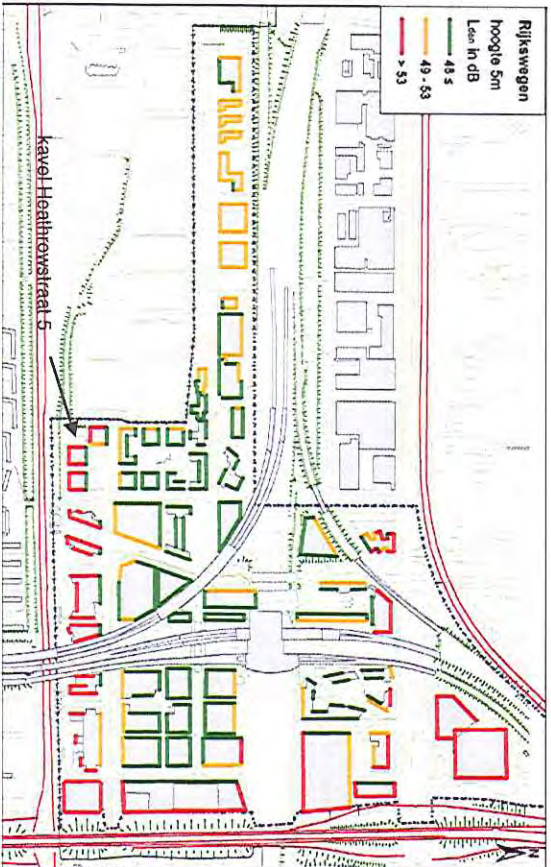 Rijkswegen
hoogte 5m
Lden in dB
48 ≤
49 - 53
> 53
kavel Heathrowstraat 5
N